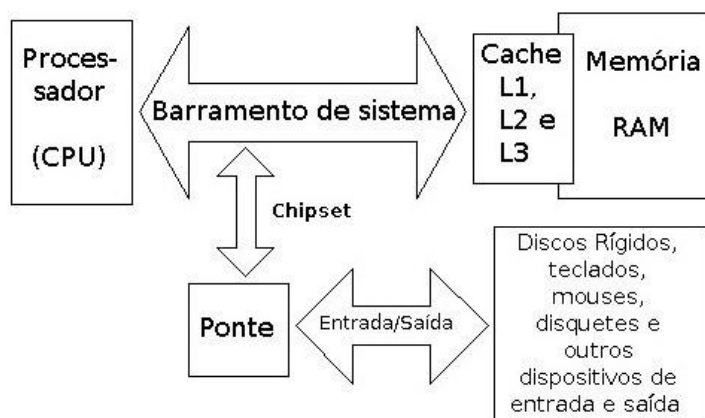 Proces-
sador
(CPU)
Barramento de sistema
Cache
L1,
L2 e
L3
Memória
RAM
Chipset
Ponte
Entrada/Saída
Discos Rígidos,
teclados,
mouses,
disquetes e
outros
dispositivos de
entrada e saída